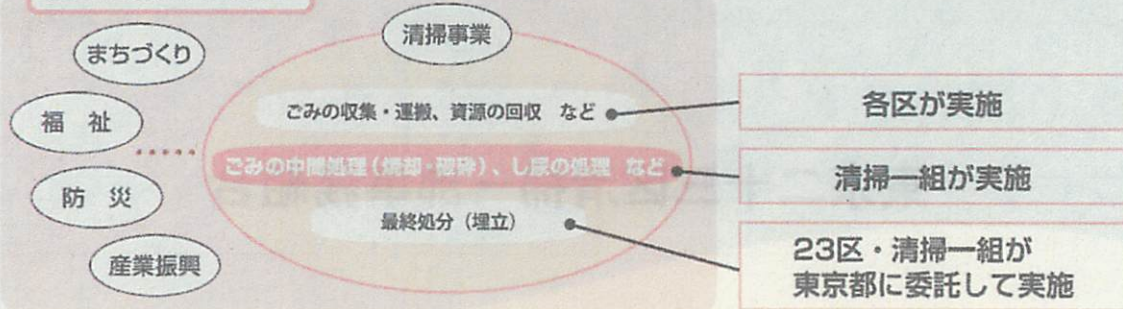 清掃事業
まちづくり
福 祉
防 災
産業振興
ごみの収集・運搬、資源の回収 など
ごみの中間処理(焼却・破砕)、し尿の処理 など
最終処分(埋立)
各区が実施
清掃一組が実施
23区・清掃一組が
東京都に委託して実施